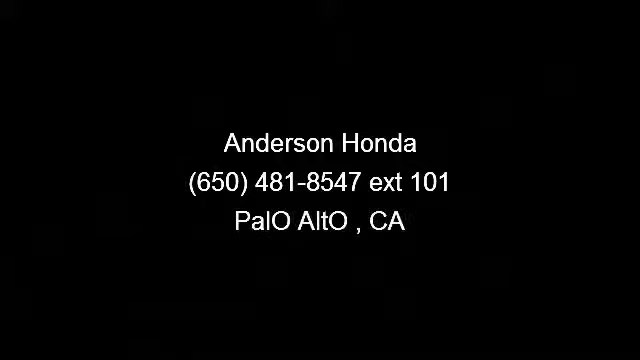 Anderson Honda
(650) 481-8547 ext 101
PalO AltO , CA